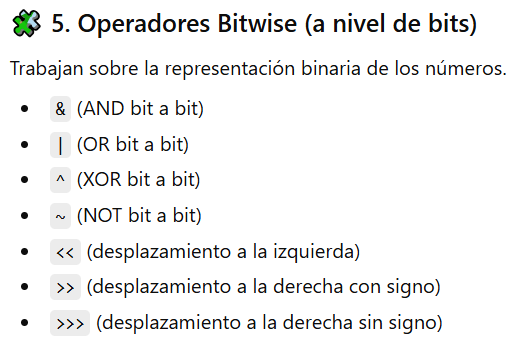 5. Operadores Bitwise (a nivel de bits)
Trabajan sobre la representación binaria de los números.
• & (AND bit a bit)
• | (OR bit a bit)
• ^ (XOR bit a bit)
• ~ (NOT bit a bit)
• << (desplazamiento a la izquierda)
• >> (desplazamiento a la derecha con signo)
• >>> (desplazamiento a la derecha sin signo)